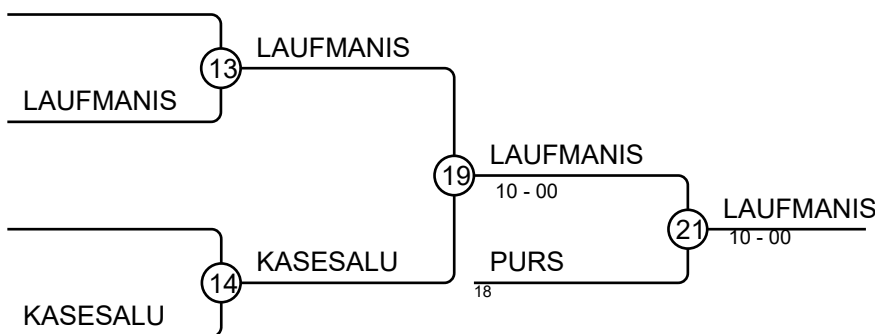 LAUFMANIS
13
LAUFMANIS
LAUFMANIS
19
10 - 00
LAUFMANIS
21
10 - 00
KASESALU
14
PURS
18
KASESALU